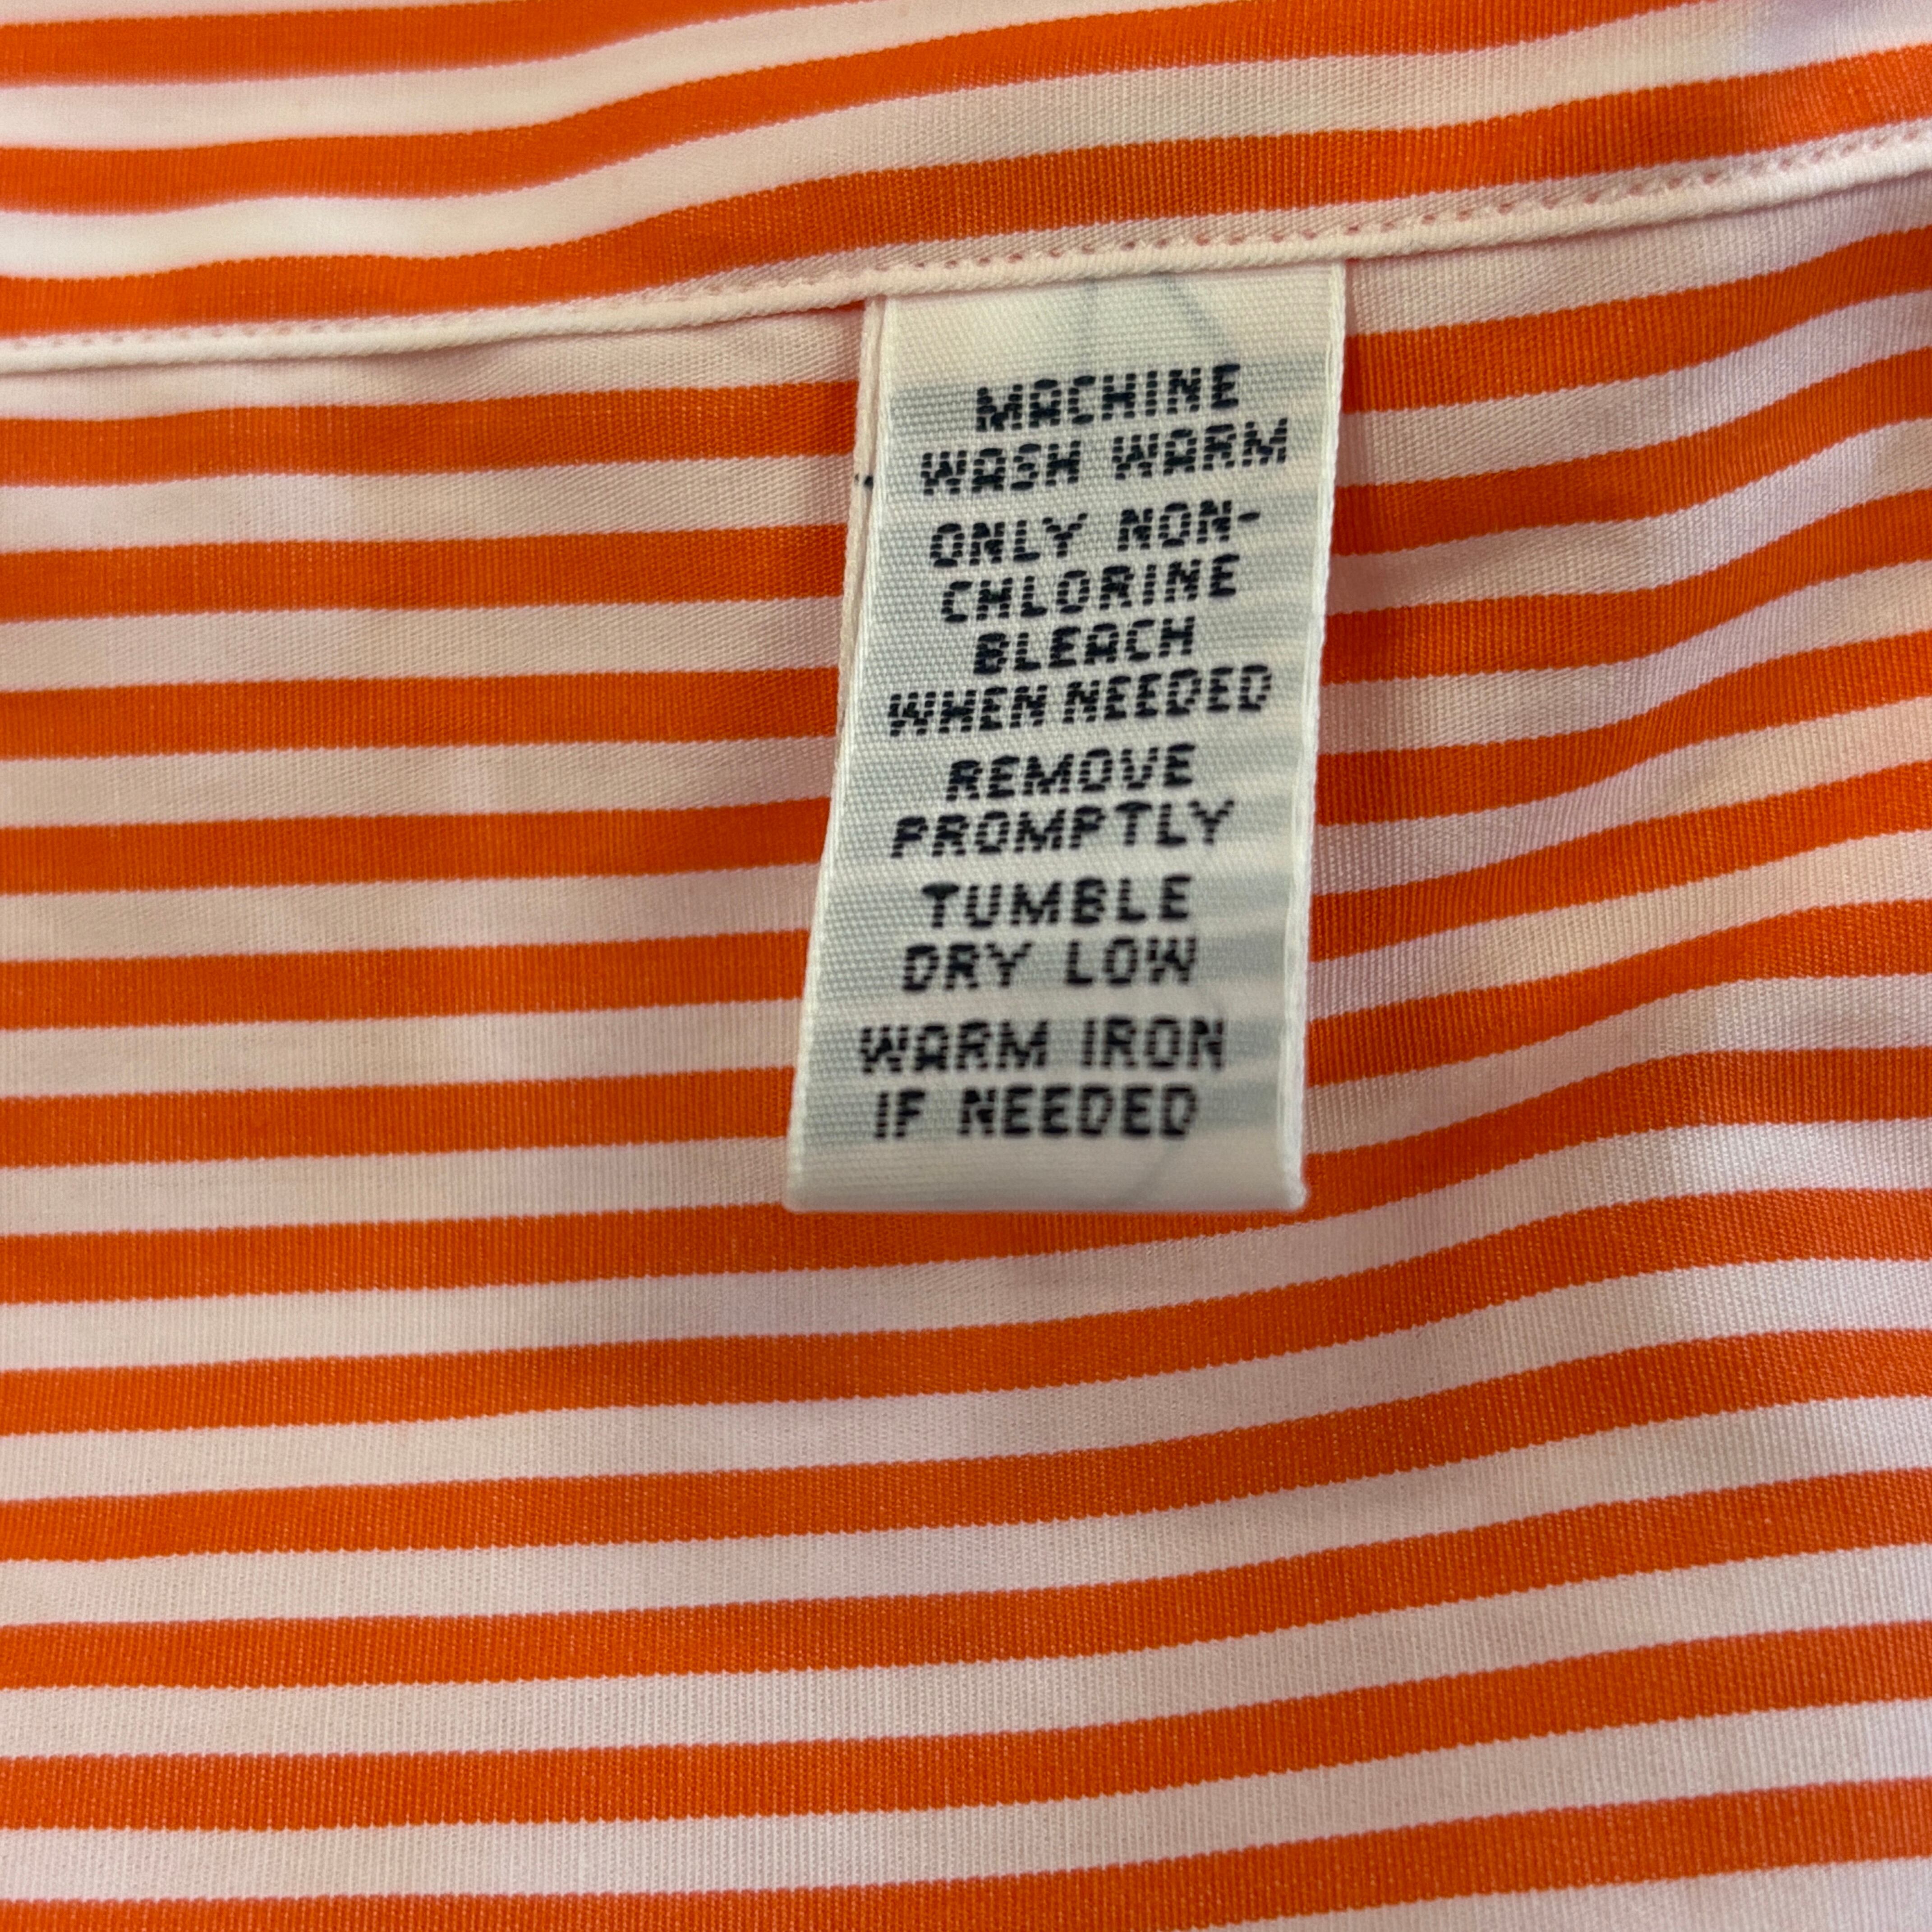 MACHINE
WASH WARM
ONLY NON-
CHLORINE
BLEACH
WHEN NEEDED
REMOVE
PROMPTLY
TUMBLE
DRY LOW
WARM IRON
IF NEEDED